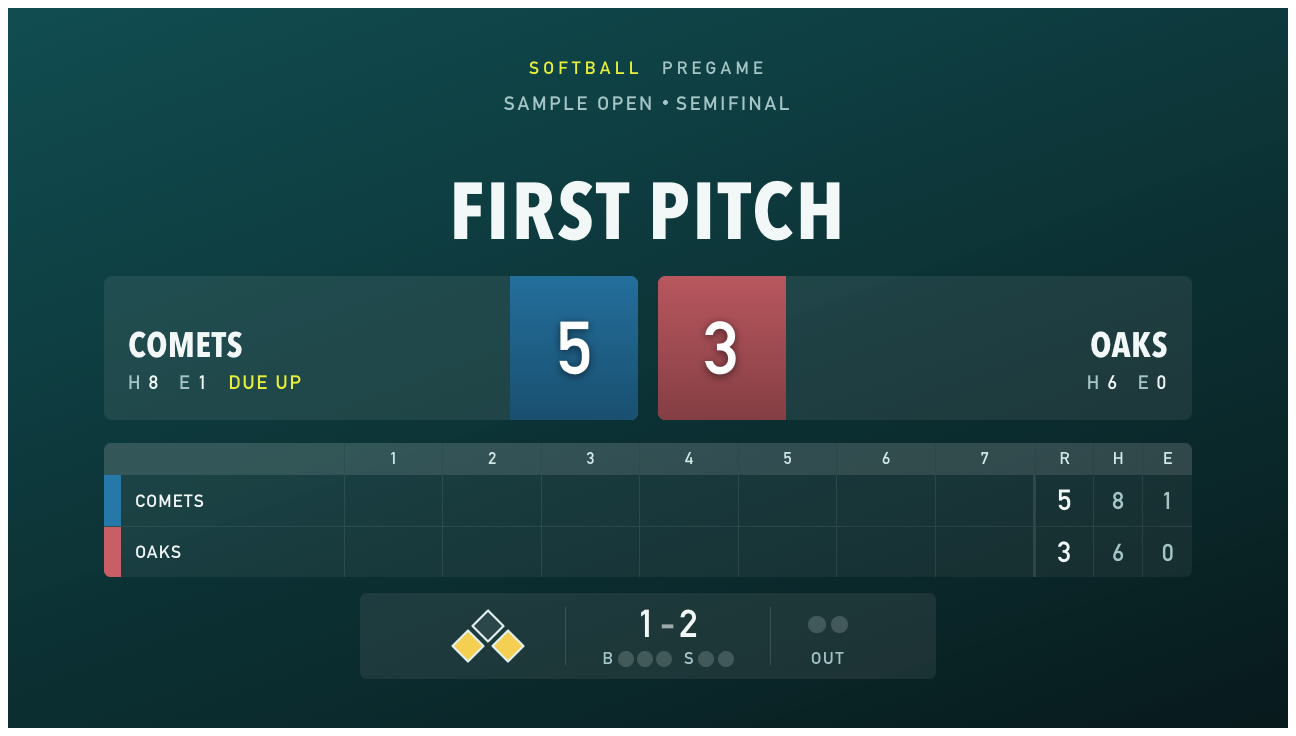 SOFTBALL PREGAME
SAMPLE OPEN • SEMIFINAL
FIRST PITCH
COMETS
H 8 E 1 DUE UP
5
3
OAKS
H 6 E 0
1 2 3 4 5 6 7 R H E
COMETS 5 8 1
OAKS 3 6 0
1-2
B S
OUT